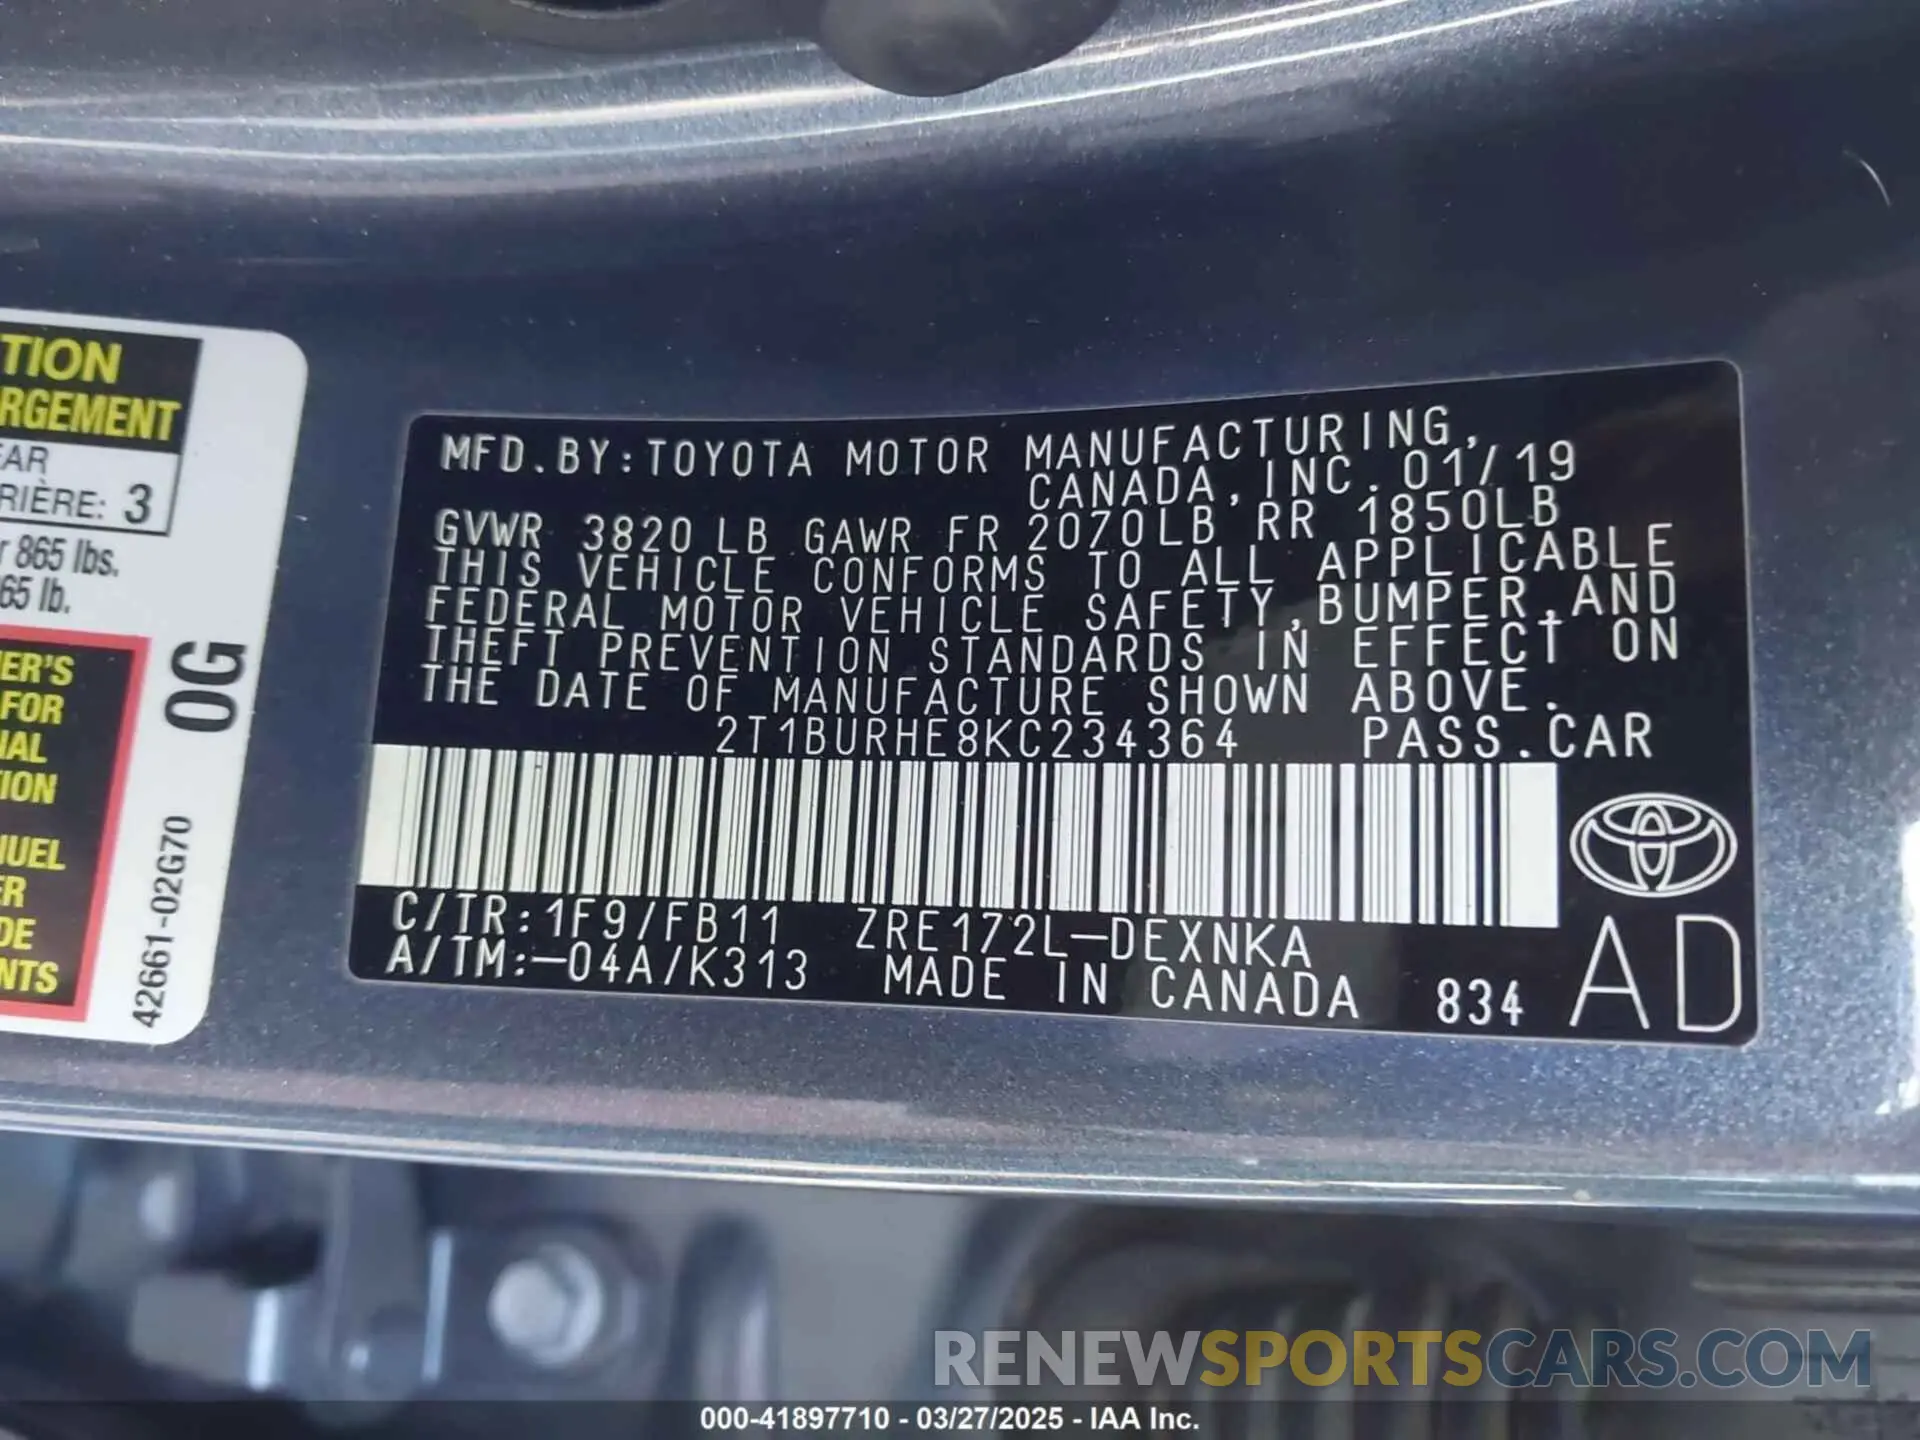 TION
RGEMENT
EAR
RIÈRE: 3
r 865 lbs.
65 lb.
ER'S
FOR
NAL
ION
NUEL
ER
DE
NTS
0G
42661-02G70
MFD.BY:TOYOTA MOTOR MANUFACTURING,
CANADA,INC.01/19
GVWR 3820 LB GAWR FR 2070LB RR 1850LB
THIS VEHICLE CONFORMS TO ALL APPLICABLE
FEDERAL MOTOR VEHICLE SAFETY,BUMPER,AND
THEFT PREVENTION STANDARDS IN EFFECT ON
THE DATE OF MANUFACTURE SHOWN ABOVE.
2T1BURHE8KC234364 PASS.CAR
C/TR:1F9/FB11 ZRE172L-DEXNKA
A/TM:-04A/K313 MADE IN CANADA 834
AD
RENEWSPORTSCARS.COM
000-41897710 - 03/27/2025 - IAA Inc.